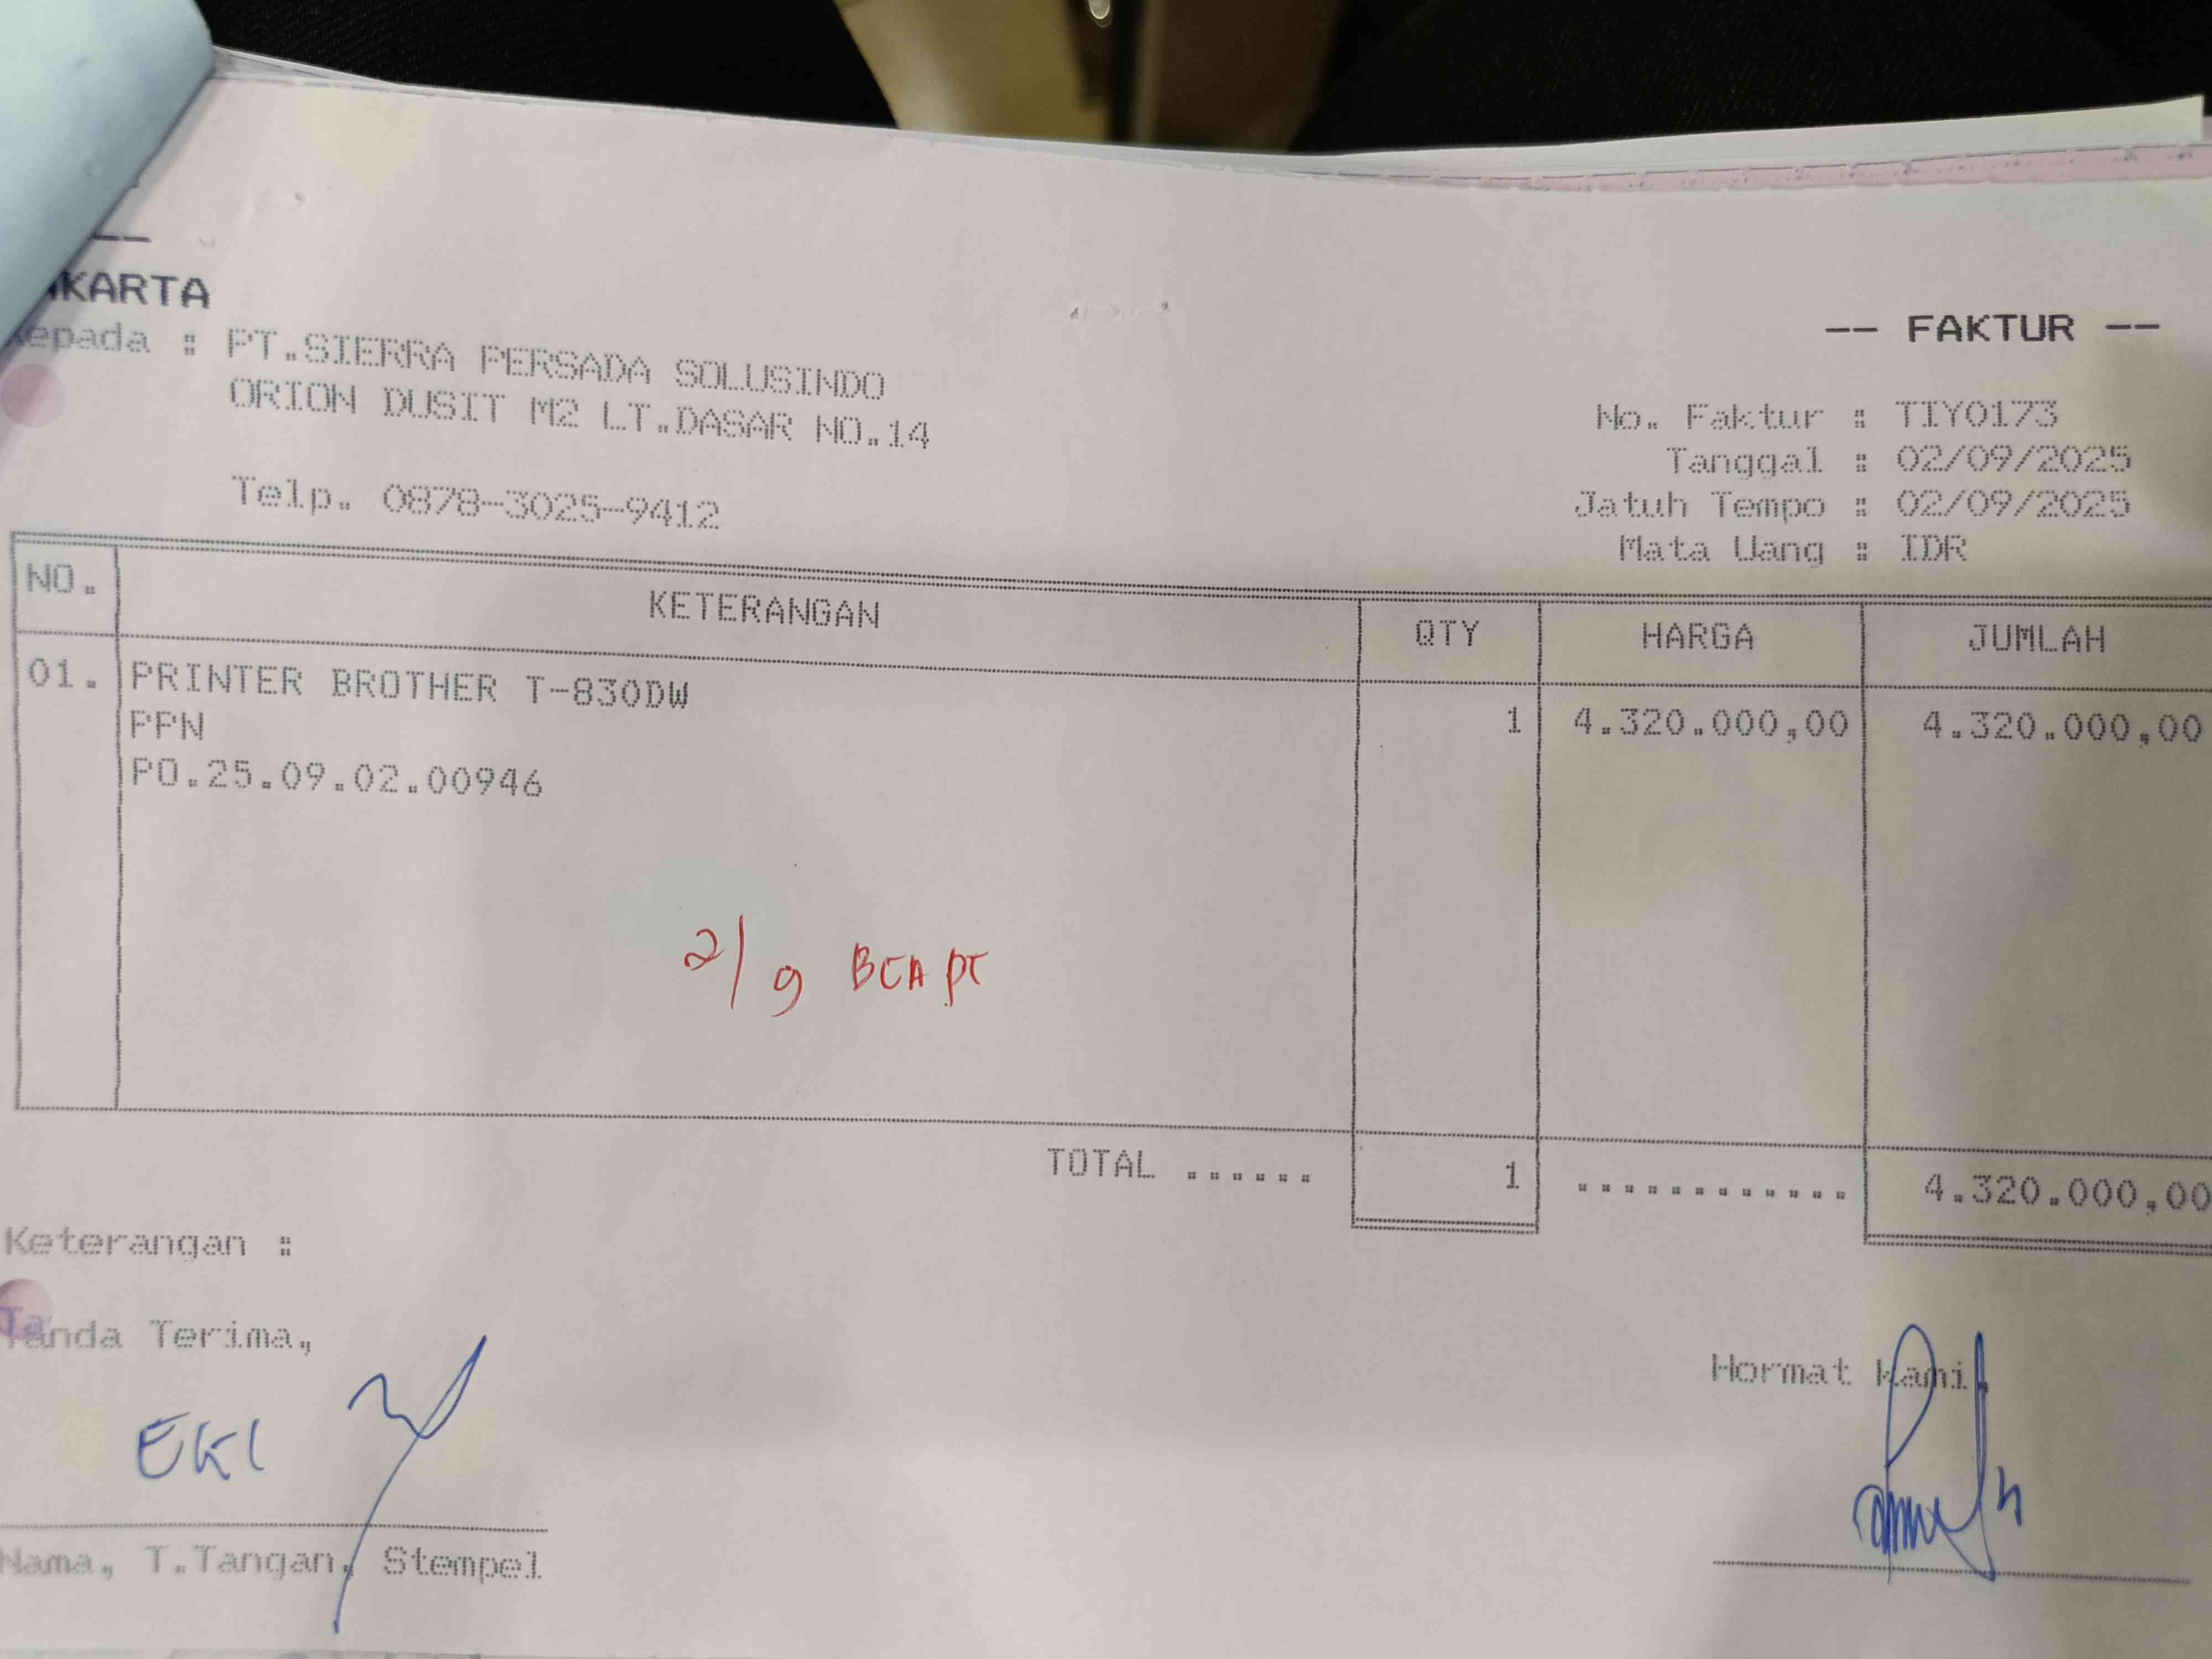 KARTA
-- FAKTUR --
epada : PT.SIERRA PERSADA SOLUSINDO
ORION DUSIT M2 LT.DASAR NO.14
Telp. 0878-3025-9412
No. Faktur : TIY0173
Tanggal : 02/09/2025
Jatuh Tempo : 02/09/2025
Mata Uang : IDR
NO. KETERANGAN QTY HARGA JUMLAH
01. PRINTER BROTHER T-830DW 1 4.320.000,00 4.320.000,00
PPN
PO.25.09.02.00946
2/9 BCA PT
TOTAL ...... 1 ............ 4.320.000,00
Keterangan :
Tanda Terima,
Hormat kami,
EKI
Nama, T.Tangan, Stempel